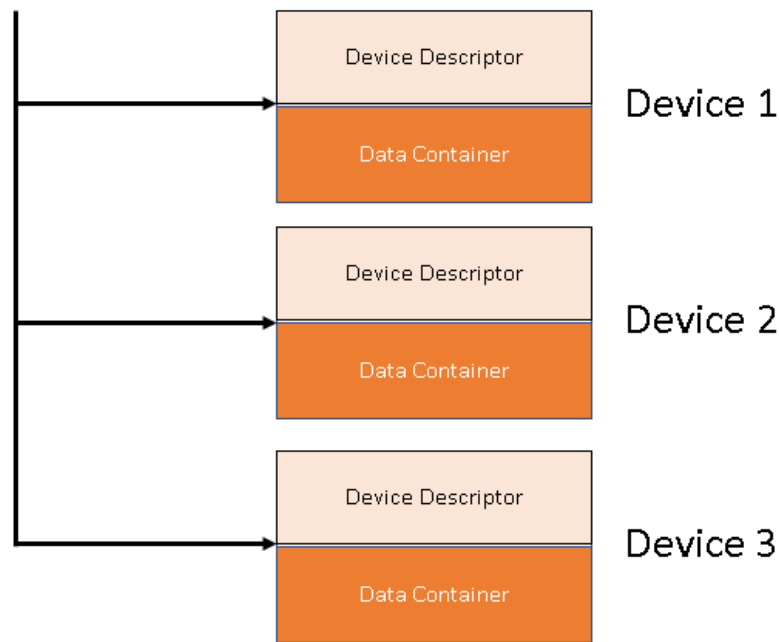 Device Descriptor
Device 1
Data Container
Device Descriptor
Device 2
Data Container
Device Descriptor
Device 3
Data Container